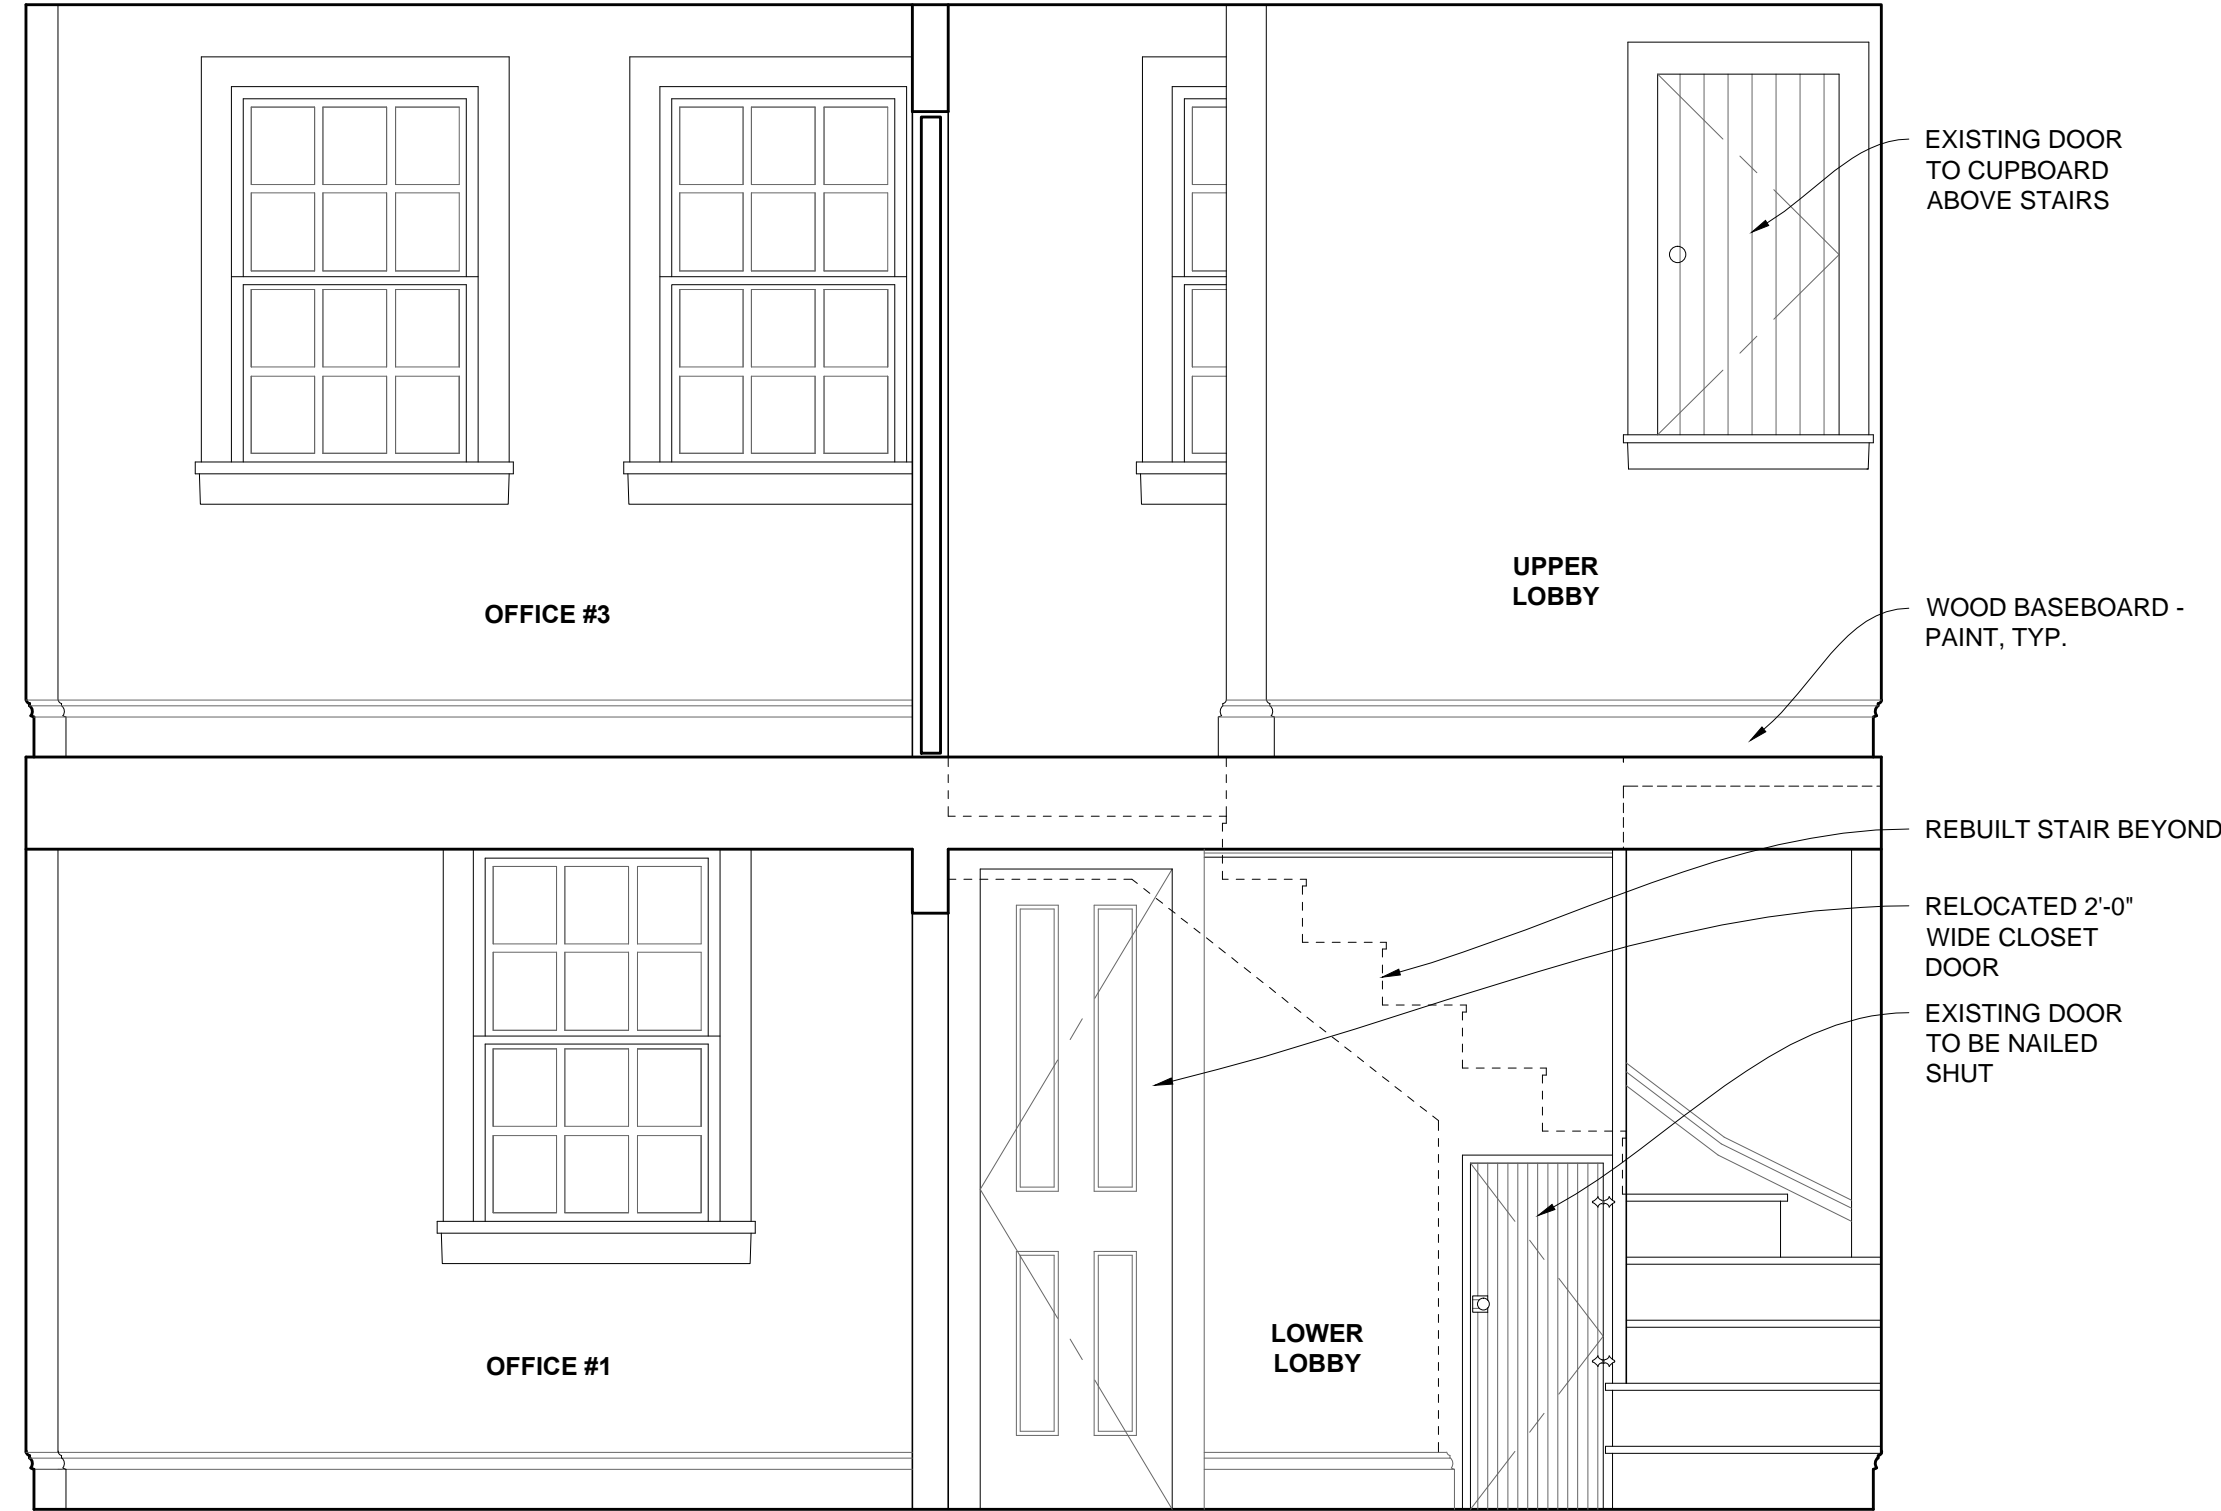 EXISTING DOOR
TO CUPBOARD
ABOVE STAIRS
UPPER
LOBBY
OFFICE #3
WOOD BASEBOARD -
PAINT, TYP.
REBUILT STAIR BEYOND
RELOCATED 2'-0"
WIDE CLOSET
DOOR
EXISTING DOOR
TO BE NAILED
SHUT
LOWER
LOBBY
OFFICE #1